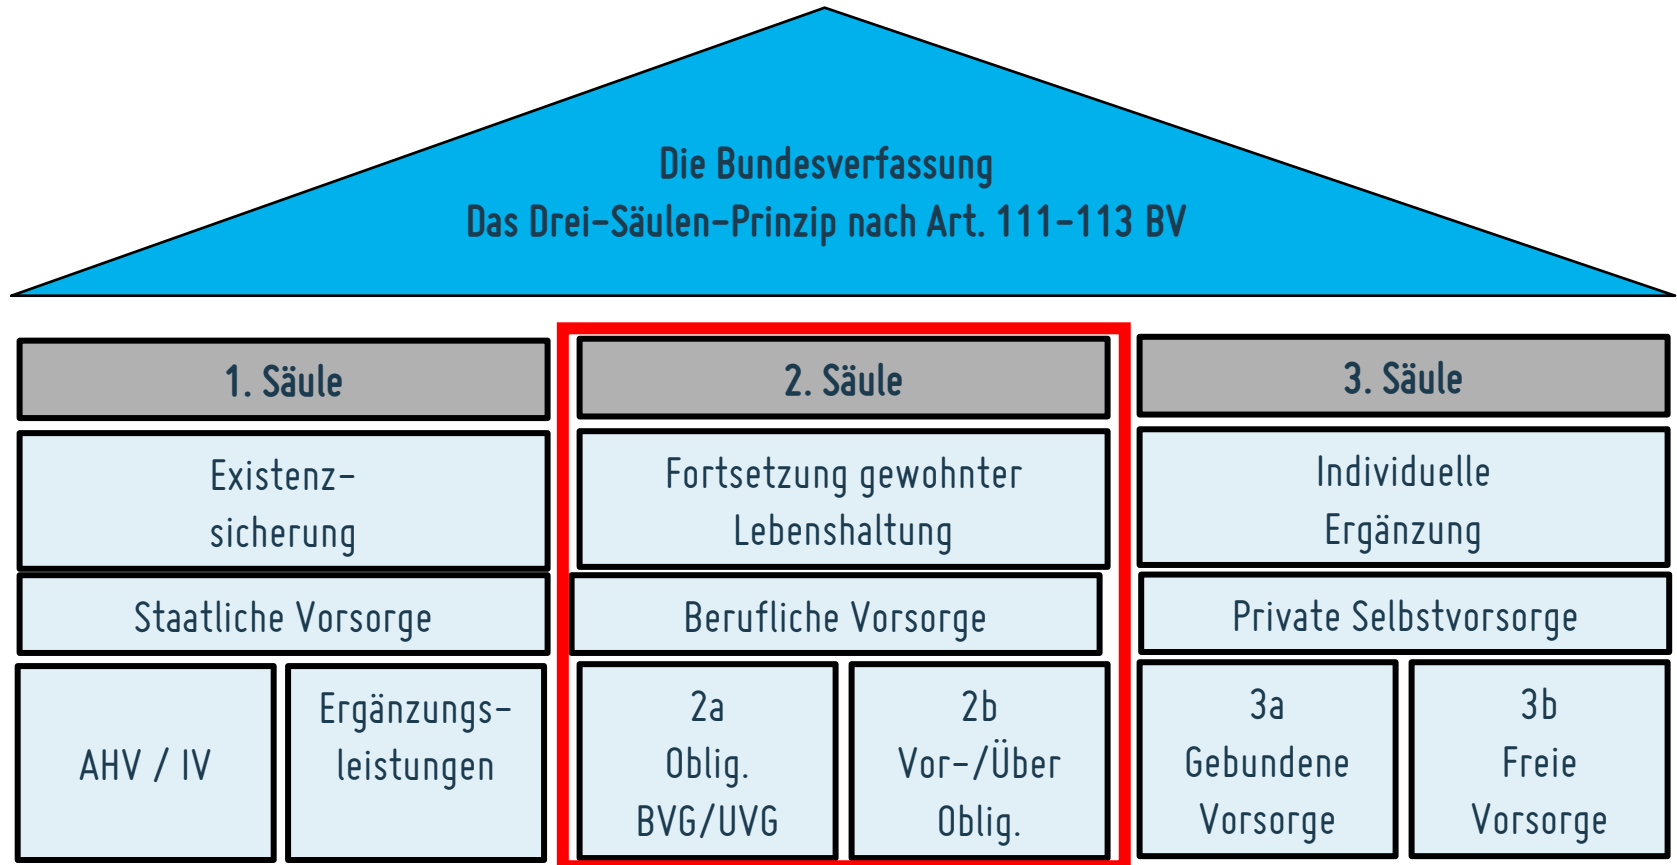 Die Bundesverfassung
Das Drei-Säulen-Prinzip nach Art. 111-113 BV
1. Säule
Existenz-
sicherung
Staatliche Vorsorge
AHV / IV
Ergänzungs-
leistungen
2. Säule
Fortsetzung gewohnter
Lebenshaltung
Berufliche Vorsorge
2a
Oblig.
BVG/UVG
2b
Vor-/Über
Oblig.
3. Säule
Individuelle
Ergänzung
Private Selbstvorsorge
3a
Gebundene
Vorsorge
3b
Freie
Vorsorge